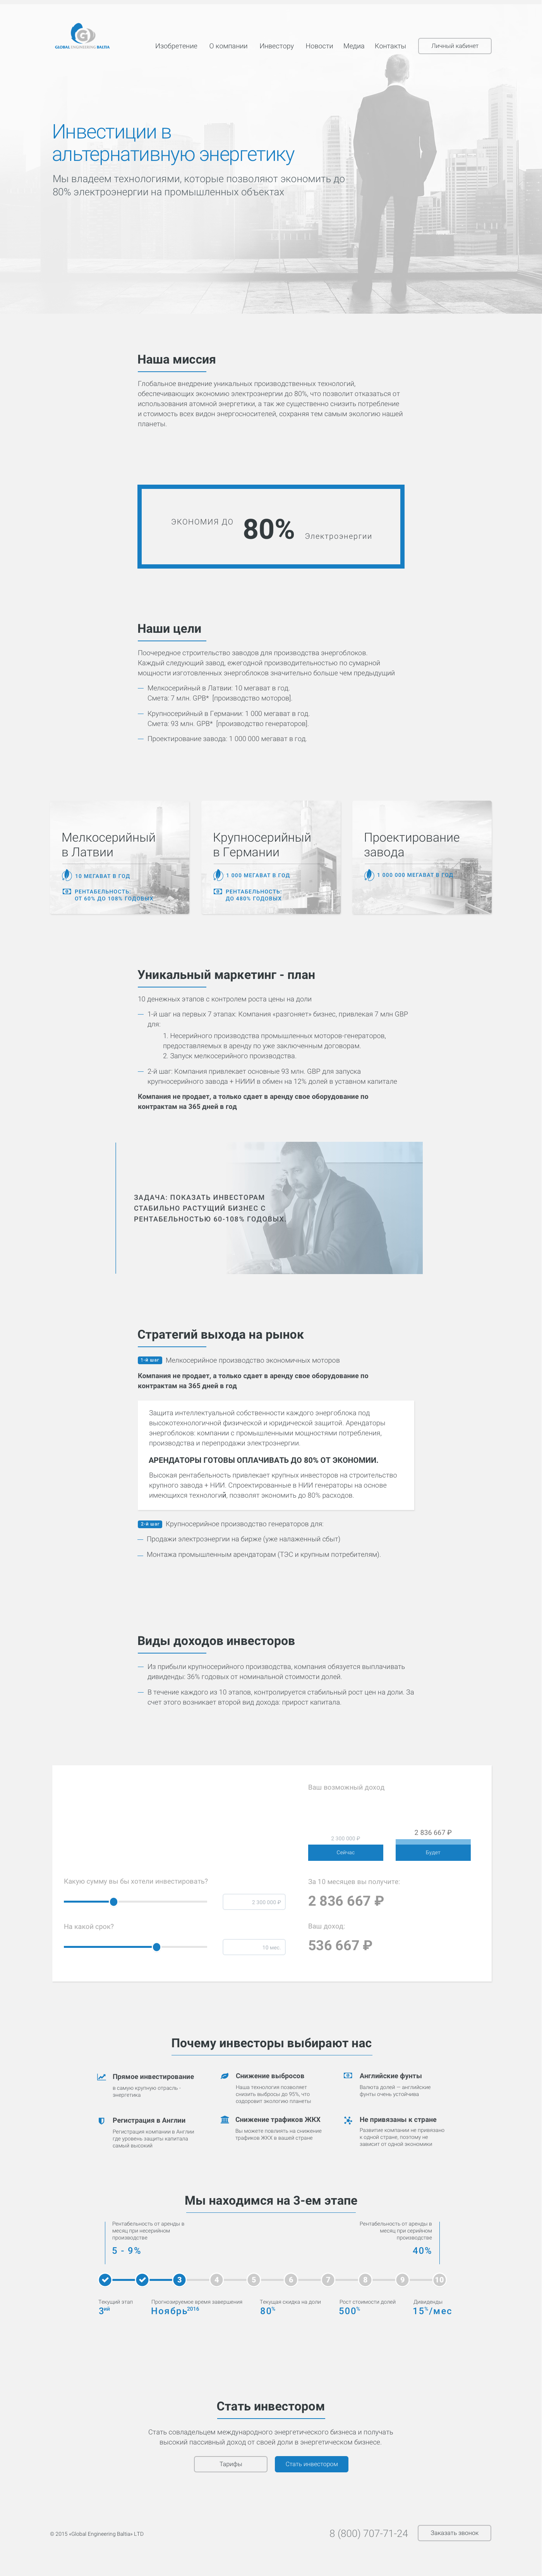 GLOBAL ENGINEERING BALTIA
Изобретение О компании Инвестору Новости Медиа Контакты Личный кабинет
Инвестиции в
альтернативную энергетику
Мы владеем технологиями, которые позволяют экономить до
80% электроэнергии на промышленных объектах
Наша миссия
Глобальное внедрение уникальных производственных технологий,
обеспечивающих экономию электроэнергии до 80%, что позволит отказаться от
использования атомной энергетики, а так же существенно снизить потребление
и стоимость всех видон энергоносителей, сохраняя тем самым экологию нашей
планеты.
ЭКОНОМИЯ ДО 80% Электроэнергии
Наши цели
Поочередное строительство заводов для производства энергоблоков.
Каждый следующий завод, ежегодной производительностью по сумарной
мощности изготовленных энергоблоков значительно больше чем предыдущий
— Мелкосерийный в Латвии: 10 мегават в год.
Смета: 7 млн. GPB* [производство моторов].
— Крупносерийный в Германии: 1 000 мегават в год.
Смета: 93 млн. GPB* [производство генераторов].
— Проектирование завода: 1 000 000 мегават в год.
Мелкосерийный
в Латвии
10 МЕГАВАТ В ГОД
РЕНТАБЕЛЬНОСТЬ:
ОТ 60% ДО 108% ГОДОВЫХ
Крупносерийный
в Германии
1 000 МЕГАВАТ В ГОД
РЕНТАБЕЛЬНОСТЬ:
ДО 480% ГОДОВЫХ
Проектирование
завода
1 000 000 МЕГАВАТ В ГОД
Уникальный маркетинг - план
10 денежных этапов с контролем роста цены на доли
— 1-й шаг на первых 7 этапах: Компания «разгоняет» бизнес, привлекая 7 млн GBP
для:
1. Несерийного производства промышленных моторов-генераторов,
предоставляемых в аренду по уже заключенным договорам.
2. Запуск мелкосерийного производства.
— 2-й шаг: Компания привлекает основные 93 млн. GBP для запуска
крупносерийного завода + НИИИ в обмен на 12% долей в уставном капитале
Компания не продает, а только сдает в аренду свое оборудование по
контрактам на 365 дней в год
ЗАДАЧА: ПОКАЗАТЬ ИНВЕСТОРАМ
СТАБИЛЬНО РАСТУЩИЙ БИЗНЕС С
РЕНТАБЕЛЬНОСТЬЮ 60-108% ГОДОВЫХ.
Стратегий выхода на рынок
1-й шаг Мелкосерийное производство экономичных моторов
Компания не продает, а только сдает в аренду свое оборудование по
контрактам на 365 дней в год
Защита интеллектуальной собственности каждого энергоблока под
высокотехнологичной физической и юридической защитой. Арендаторы
энергоблоков: компании с промышленными мощностями потребления,
производства и перепродажи электроэнергии.
АРЕНДАТОРЫ ГОТОВЫ ОПЛАЧИВАТЬ ДО 80% ОТ ЭКОНОМИИ.
Высокая рентабельность привлекает крупных инвесторов на строительство
крупного завода + НИИ. Спроектированные в НИИ генераторы на основе
имеющихся технологий, позволят экономить до 80% расходов.
2-й шаг Крупносерийное производство генераторов для:
— Продажи электроэнергии на бирже (уже налаженный сбыт)
— Монтажа промышленным арендаторам (ТЭС и крупным потребителям).
Виды доходов инвесторов
— Из прибыли крупносерийного производства, компания обязуется выплачивать
дивиденды: 36% годовых от номинальной стоимости долей.
— В течение каждого из 10 этапов, контролируется стабильный рост цен на доли. За
счет этого возникает второй вид дохода: прирост капитала.
Ваш возможный доход
2 300 000 ₽
Сейчас
2 836 667 ₽
Будет
Какую сумму вы бы хотели инвестировать?
2 300 000 ₽
На какой срок?
10 мес
За 10 месяцев вы получите:
2 836 667 ₽
Ваш доход:
536 667 ₽
Почему инвесторы выбирают нас
Прямое инвестирование
в самую крупную отрасль -
энергетика
Снижение выбросов
Наша технология позволяет
снизить выбросы до 95%, что
оздоровит экологию планеты
Английские фунты
Валюта долей — английские
фунты очень устойчива
Регистрация в Англии
Регистрация компании в Англии
где уровень защиты капитала
самый высокий
Снижение трафиков ЖКХ
Вы можете повлиять на снижение
трафиков ЖКХ в вашей стране
Не привязаны к стране
Развитие компании не привязано
к одной стране, поэтому не
зависит от одной экономики
Мы находимся на 3-ем этапе
Рентабельность от аренды в
месяц при несерийном
производстве
5 - 9%
Рентабельность от аренды в
месяц при серийном
производстве
40%
3 4 5 6 7 8 9 10
Текущий этап
3ий
Прогнозируемое время завершения
Ноябрь2016
Текущая скидка на доли
80%
Рост стоимости долей
500%
Дивиденды
15%/мес
Стать инвестором
Стать совладельцем международного энергетического бизнеса и получать
высокий пассивный доход от своей доли в энергетическом бизнесе.
Тарифы Стать инвестором
© 2015 «Global Engineering Baltia» LTD 8 (800) 707-71-24 Заказать звонок